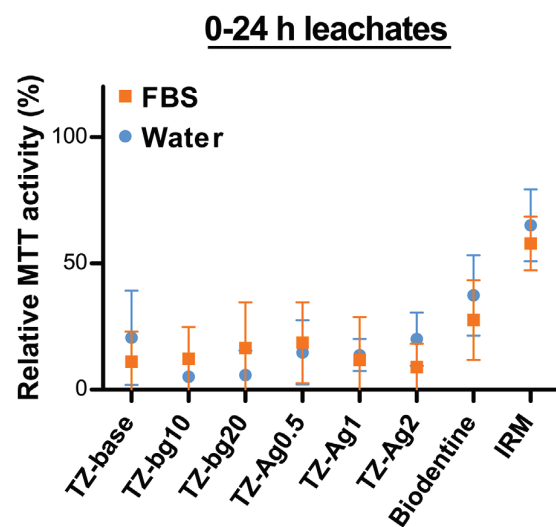 0-24 h leachates
FBS
Water
Relative MTT activity (%)
100
50
0
TZ-base
TZ-bg10
TZ-bg20
TZ-Ag0.5
TZ-Ag1
TZ-Ag2
Biodentine
IRM